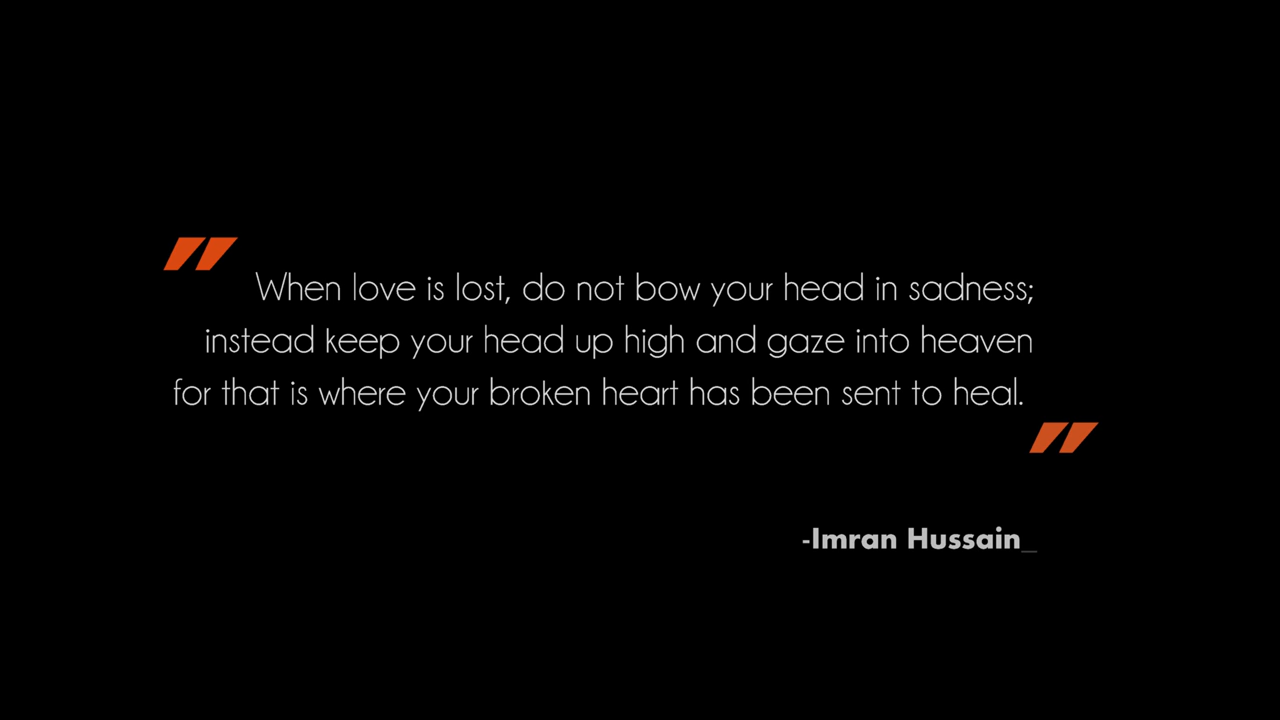 "When love is lost, do not bow your head in sadness;
instead keep your head up high and gaze into heaven
for that is where your broken heart has been sent to heal."
-Imran Hussain_